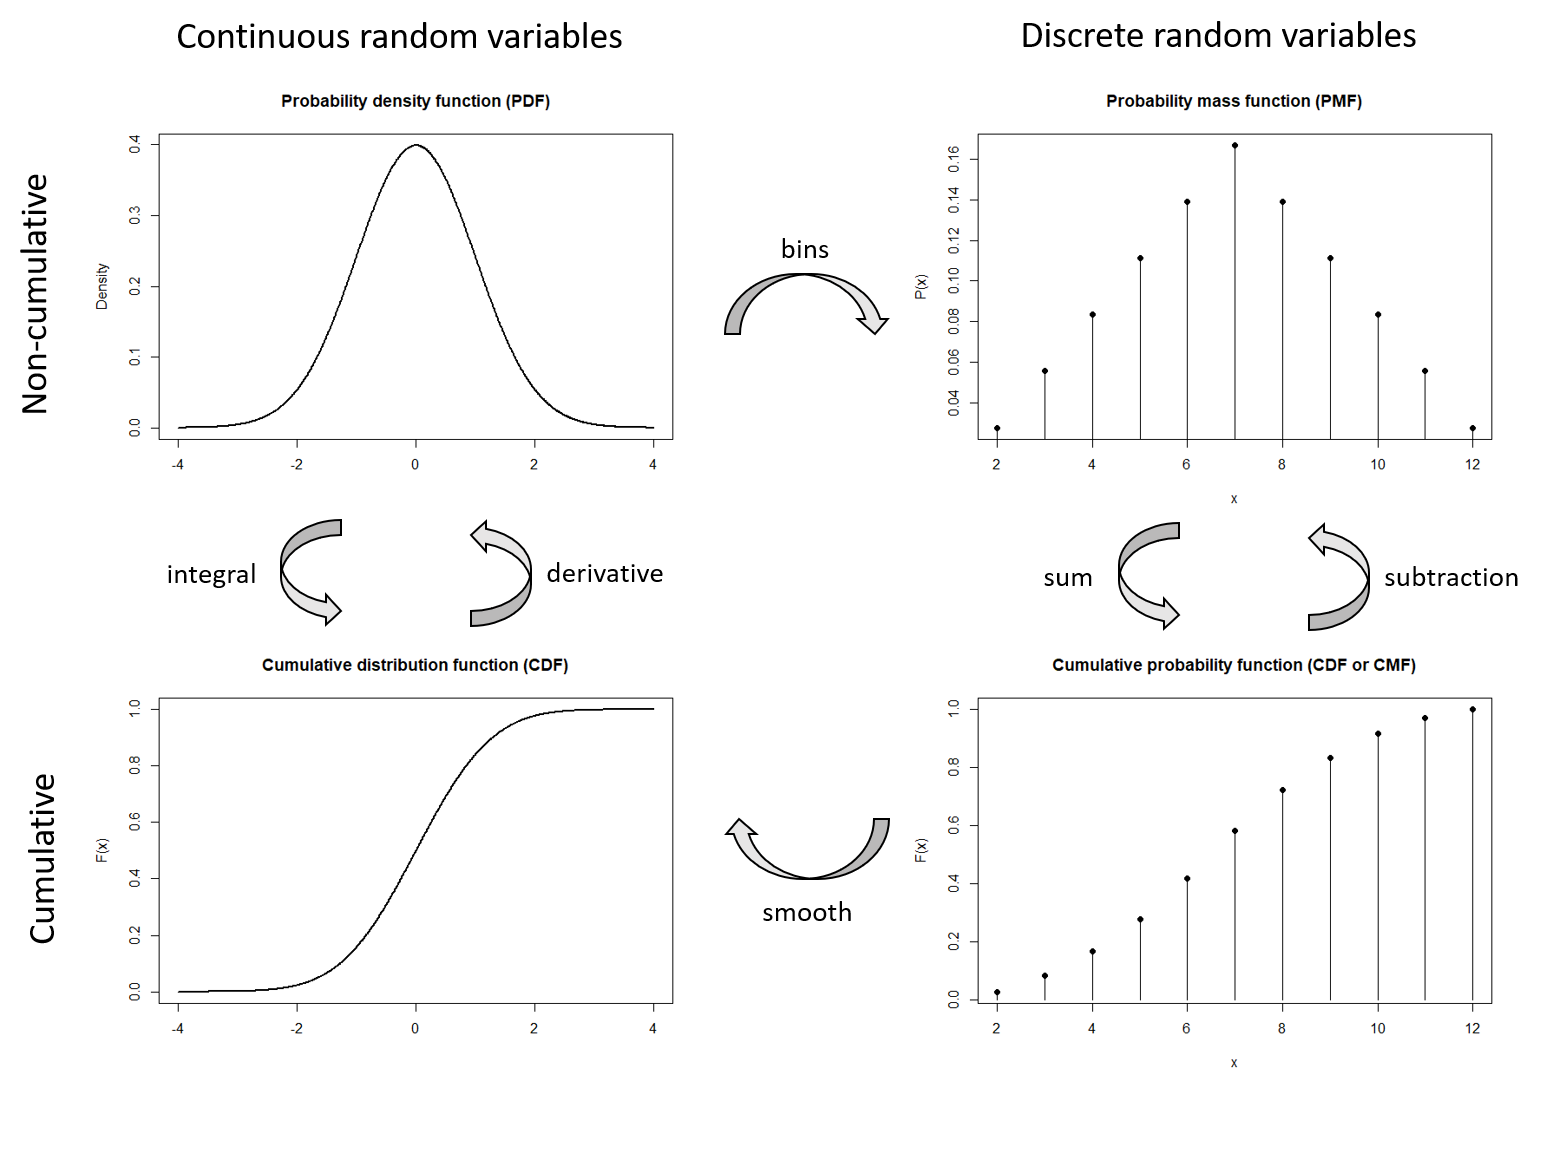 Continuous random variables
Discrete random variables
Non-cumulative
Probability density function (PDF)
Density
0.4
0.3
0.2
0.1
0.0
-4 -2 0 2 4
bins
Probability mass function (PMF)
P(x)
0.16
0.14
0.12
0.10
0.08
0.06
0.04
2 4 6 8 10 12
x
integral
derivative
sum
subtraction
Cumulative
Cumulative distribution function (CDF)
F(x)
1.0
0.8
0.6
0.4
0.2
0.0
-4 -2 0 2 4
smooth
Cumulative probability function (CDF or CMF)
F(x)
1.0
0.8
0.6
0.4
0.2
0.0
2 4 6 8 10 12
x